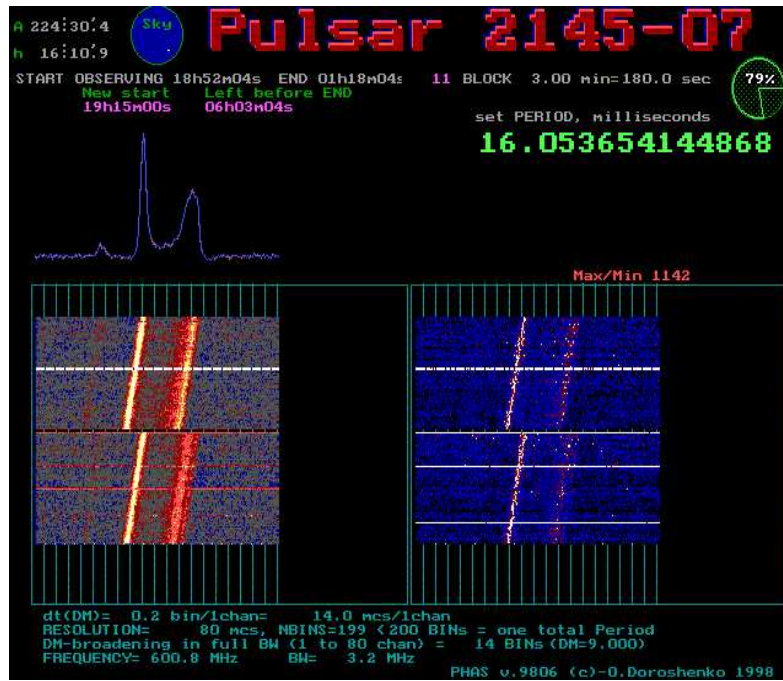 A 224:30'.4
h 16:10'.9
Sky
Pulsar 2145-07
START OBSERVING 18h52m04s END 01h18m04s 11 BLOCK 3.00 min=180.0 sec
79%
New start Left before END
19h15m00s 06h03m04s
set PERIOD, milliseconds
16.053654144868
Max/Min 1142
dt(DM)= 0.2 bin/1chan= 14.0 mcs/1chan
RESOLUTION= 80 mcs, NBINS=199 <200 BINs = one total Period
DM-broadening in full BW (1 to 80 chan) = 14 BINs (DM=9.000)
FREQUENCY= 600.8 MHz BW= 3.2 MHz
PHAS v.9806 (c)-O.Doroshenko 1998